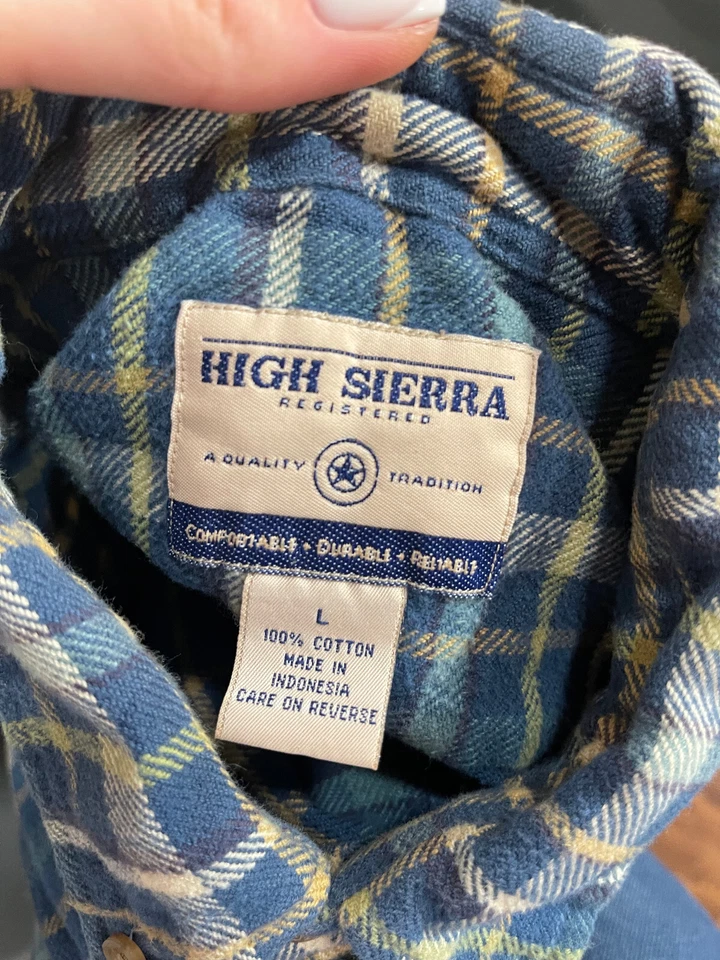 HIGH SIERRA
REGISTERED
A QUALITY TRADITION
COMFORTABLE • DURABLE • RELIABLE
L
100% COTTON
MADE IN
INDONESIA
CARE ON REVERSE